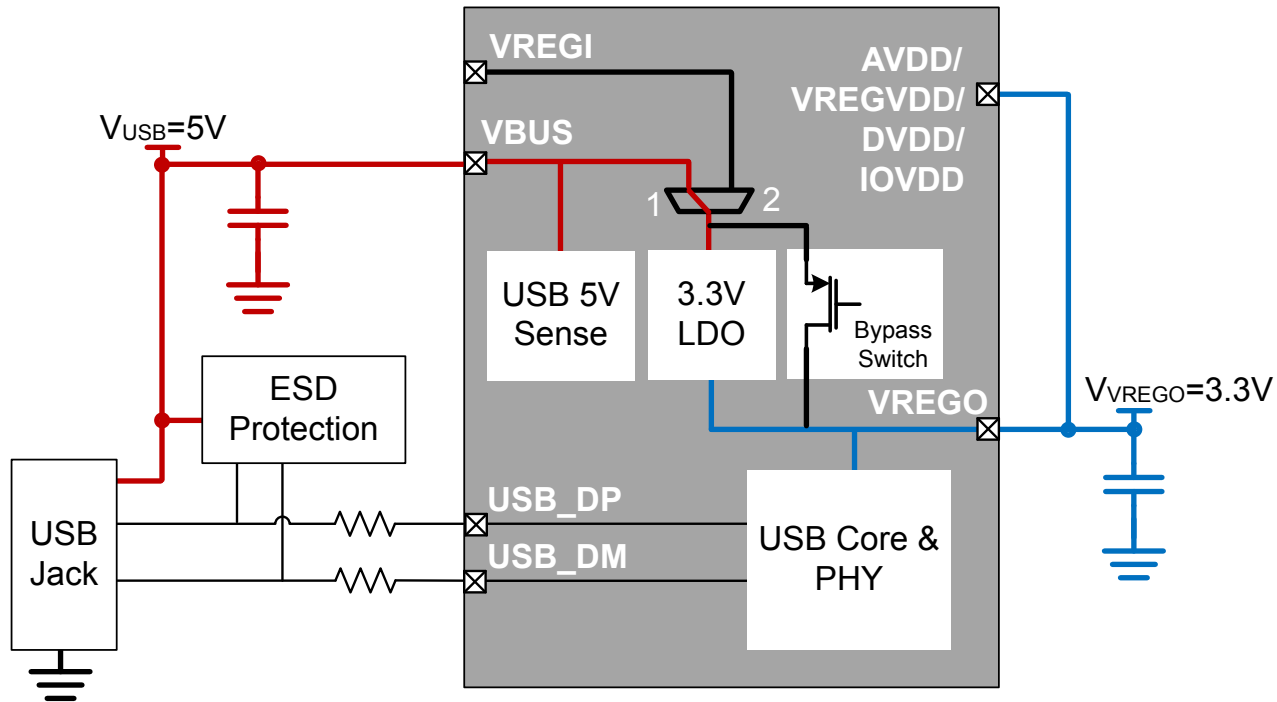 VREGI
AVDD/
VREGVDD/
DVDD/
IOVDD
VUSB=5V
VBUS
1
2
USB 5V
Sense
3.3V
LDO
Bypass
Switch
ESD
Protection
VREGO
VVREGO=3.3V
USB
Jack
USB_DP
USB_DM
USB Core &
PHY